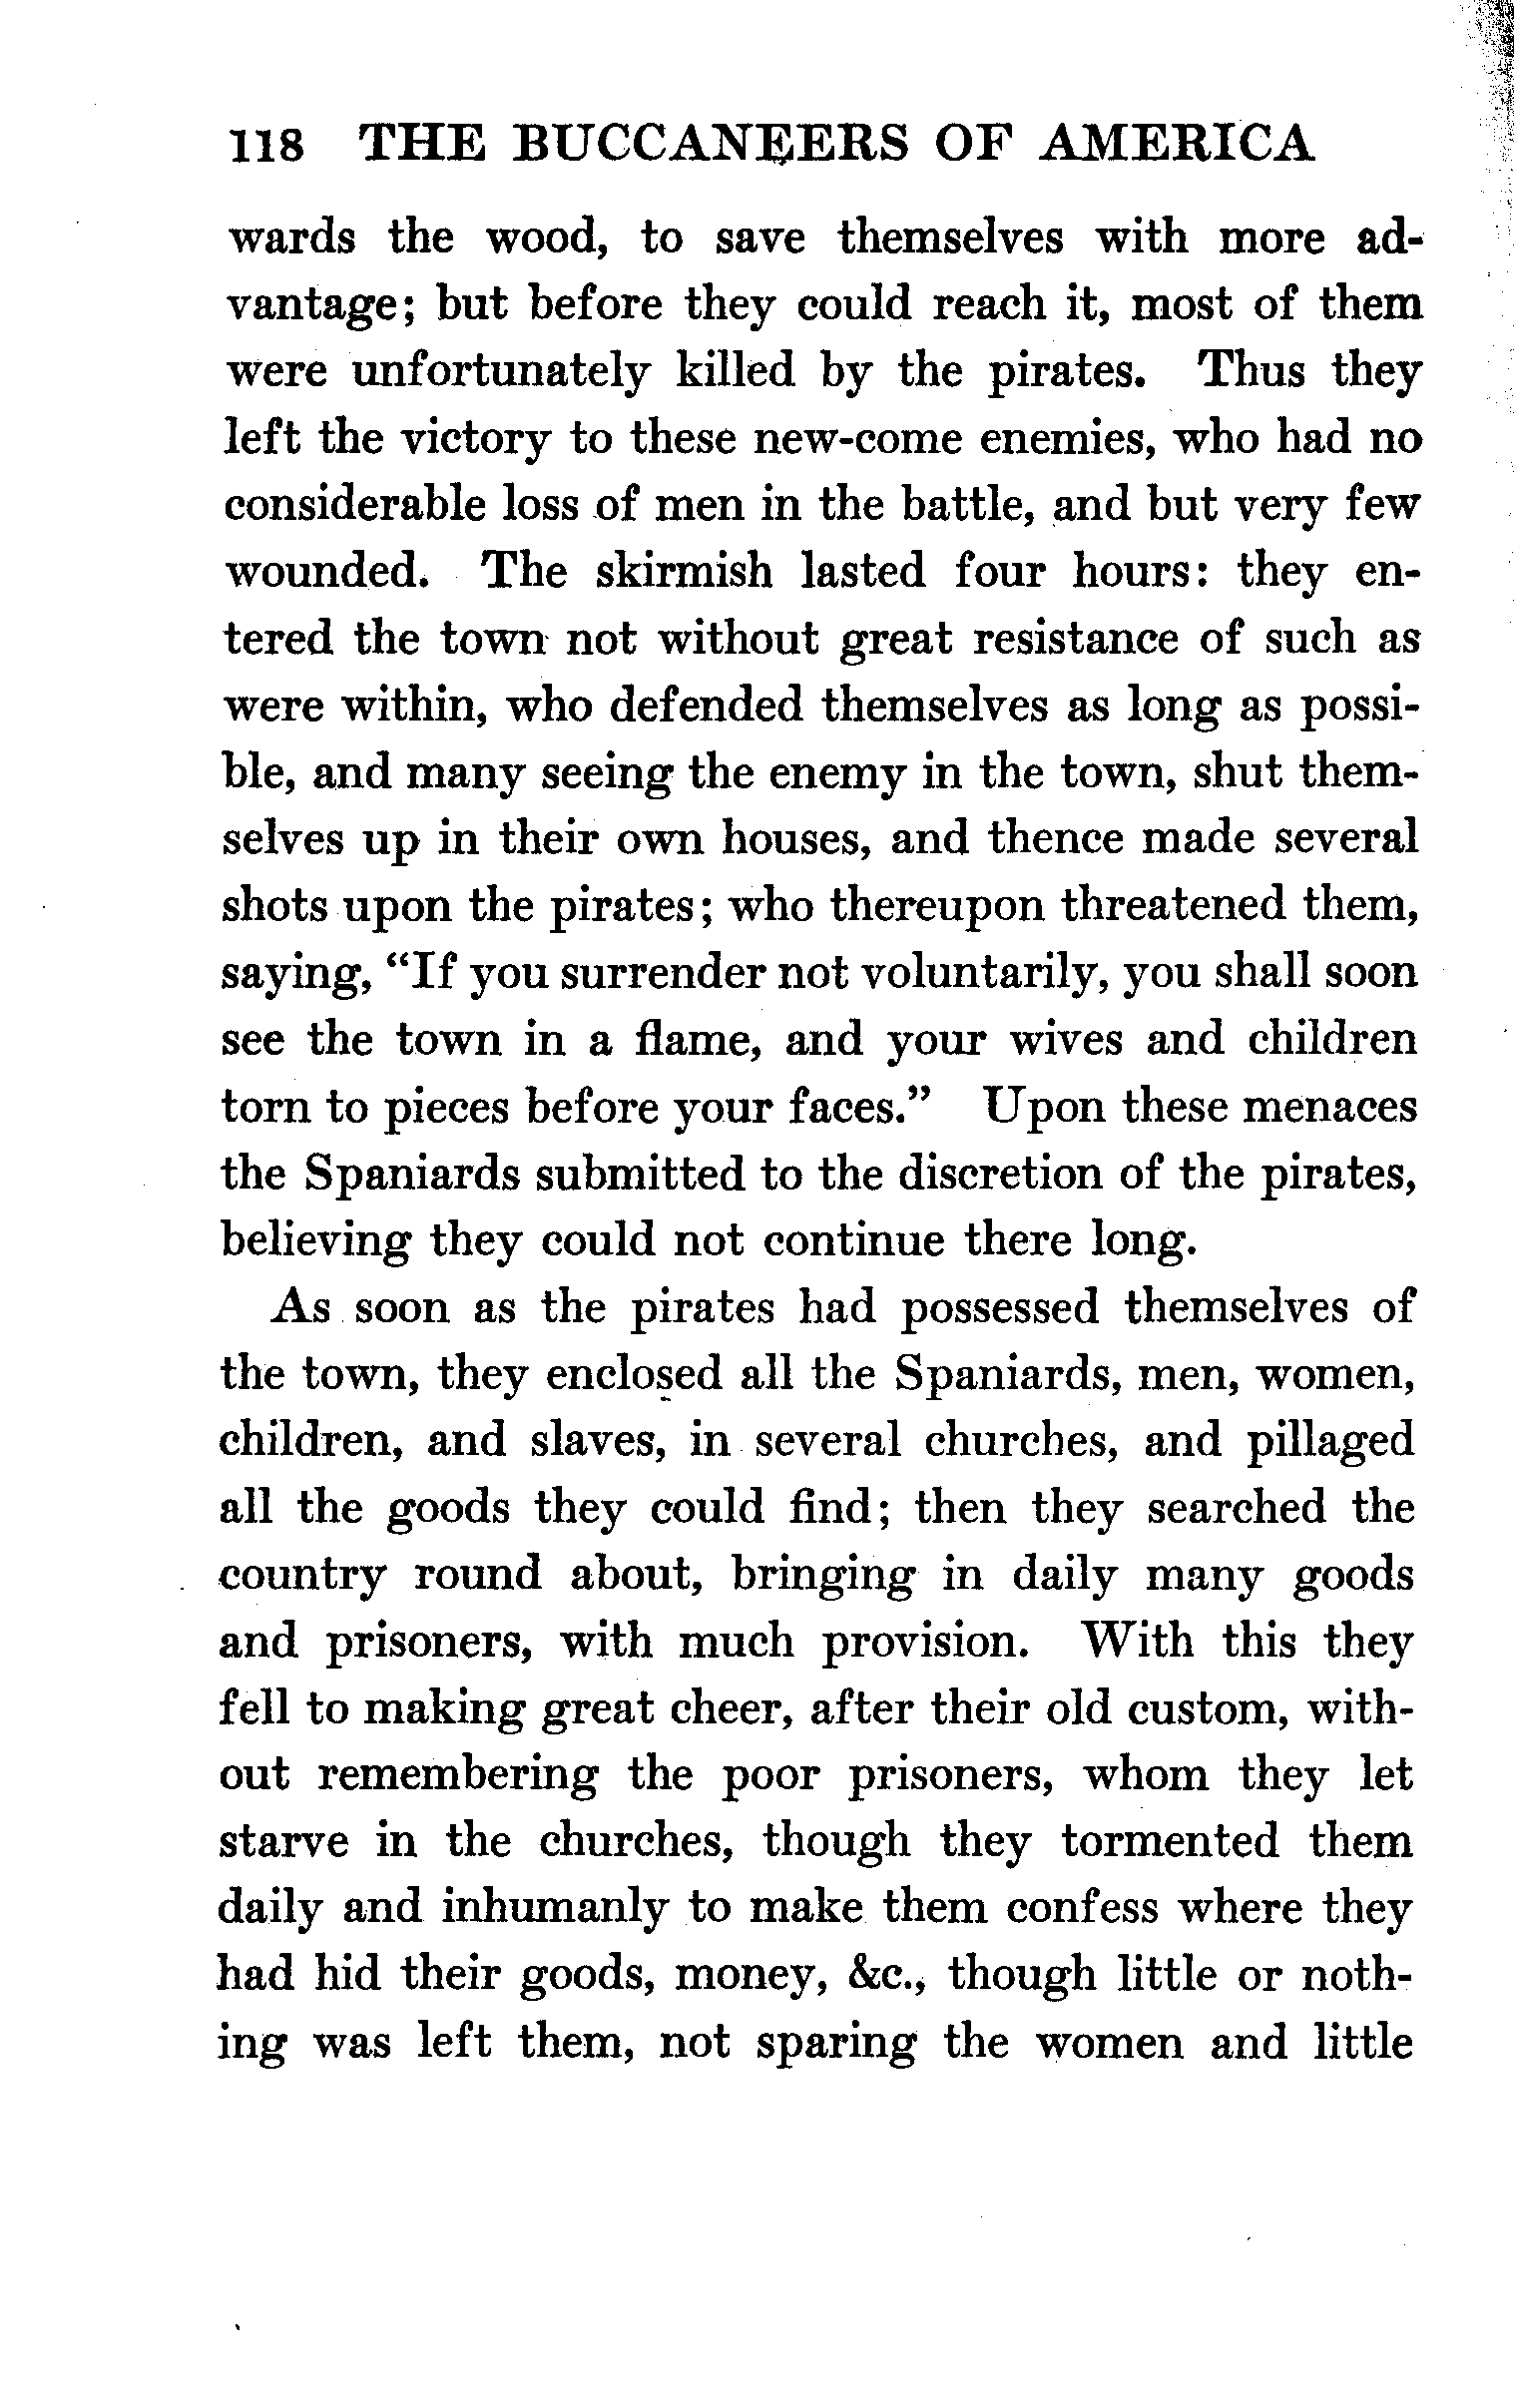 118 THE BUCCANEERS OF AMERICA
wards the wood, to save themselves with more ad-
vantage; but before they could reach it, most of them
were unfortunately killed by the pirates. Thus they
left the victory to these new-come enemies, who had no
considerable loss of men in the battle, and but very few
wounded. The skirmish lasted four hours: they en-
tered the town not without great resistance of such as
were within, who defended themselves as long as possi-
ble, and many seeing the enemy in the town, shut them-
selves up in their own houses, and thence made several
shots upon the pirates; who thereupon threatened them,
saying, “If you surrender not voluntarily, you shall soon
see the town in a flame, and your wives and children
torn to pieces before your faces.” Upon these menaces
the Spaniards submitted to the discretion of the pirates,
believing they could not continue there long.
As soon as the pirates had possessed themselves of
the town, they enclosed all the Spaniards, men, women,
children, and slaves, in several churches, and pillaged
all the goods they could find; then they searched the
country round about, bringing in daily many goods
and prisoners, with much provision. With this they
fell to making great cheer, after their old custom, with-
out remembering the poor prisoners, whom they let
starve in the churches, though they tormented them
daily and inhumanly to make them confess where they
had hid their goods, money, &c., though little or noth-
ing was left them, not sparing the women and little